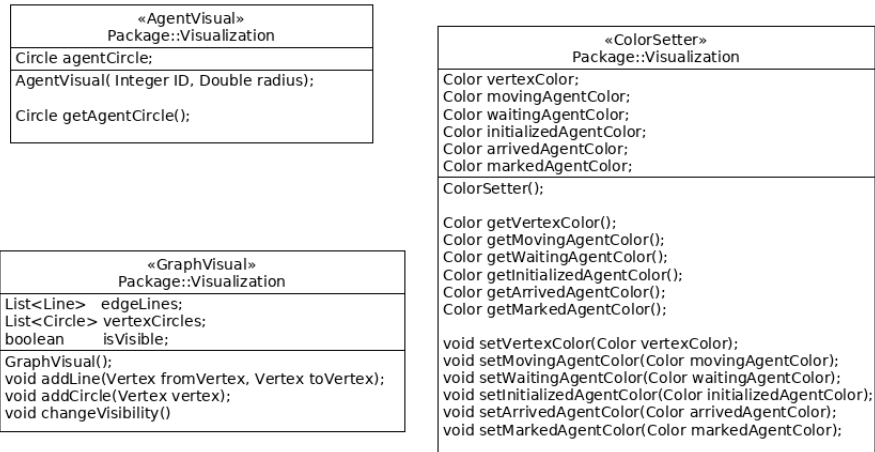 «AgentVisual»
Package::Visualization
Circle agentCircle;
AgentVisual( Integer ID, Double radius);
Circle getAgentCircle();
«GraphVisual»
Package::Visualization
List<Line> edgeLines;
List<Circle> vertexCircles;
boolean isVisible;
GraphVisual();
void addLine(Vertex fromVertex, Vertex toVertex);
void addCircle(Vertex vertex);
void changeVisibility()
«ColorSetter»
Package::Visualization
Color vertexColor;
Color movingAgentColor;
Color waitingAgentColor;
Color initializedAgentColor;
Color arrivedAgentColor;
Color markedAgentColor;
ColorSetter();
Color getVertexColor();
Color getMovingAgentColor();
Color getWaitingAgentColor();
Color getInitializedAgentColor();
Color getArrivedAgentColor();
Color getMarkedAgentColor();
void setVertexColor(Color vertexColor);
void setMovingAgentColor(Color movingAgentColor);
void setWaitingAgentColor(Color waitingAgentColor);
void setInitializedAgentColor(Color initializedAgentColor);
void setArrivedAgentColor(Color arrivedAgentColor);
void setMarkedAgentColor(Color markedAgentColor);